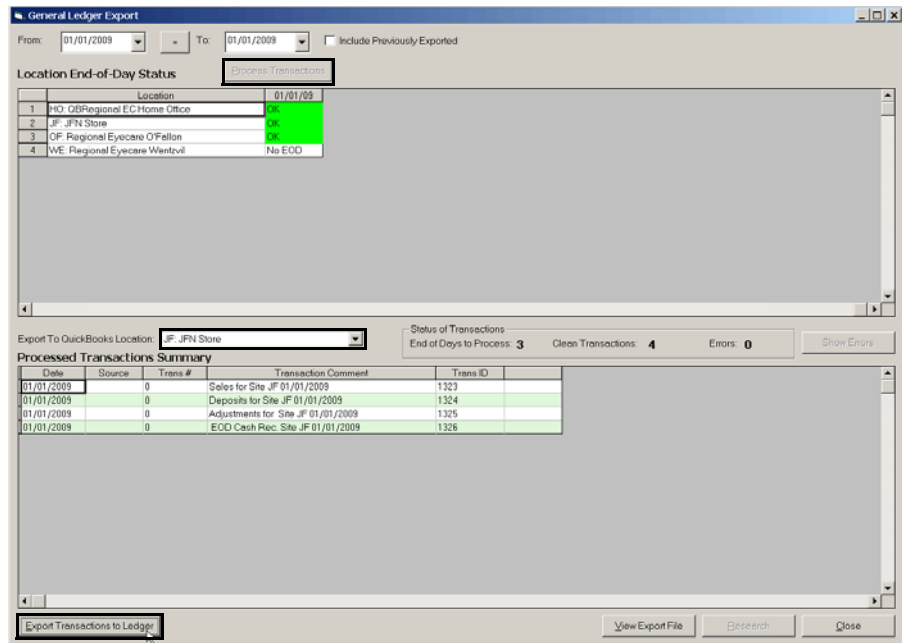 General Ledger Export
From: 01/01/2009 = To: 01/01/2009 Include Previously Exported
Location End-of-Day Status Process Transactions
Location 01/01/09
1 HO: QBRegional EC Home Office OK
2 JF: JFN Store OK
3 OF: Regional Eyecare O'Fallon OK
4 WE: Regional Eyecare Wentzvil No EOD
Export To QuickBooks Location: JF: JFN Store
Status of Transactions
End of Days to Process: 3 Clean Transactions: 4 Errors: 0 Show Errors
Processed Transactions Summary
Date Source Trans # Transaction Comment Trans ID
01/01/2009 0 Sales for Site JF 01/01/2009 1323
01/01/2009 0 Deposits for Site JF 01/01/2009 1324
01/01/2009 0 Adjustments for Site JF 01/01/2009 1325
01/01/2009 0 EOD Cash Rec. Site JF 01/01/2009 1326
Export Transactions to Ledger View Export File Research Close